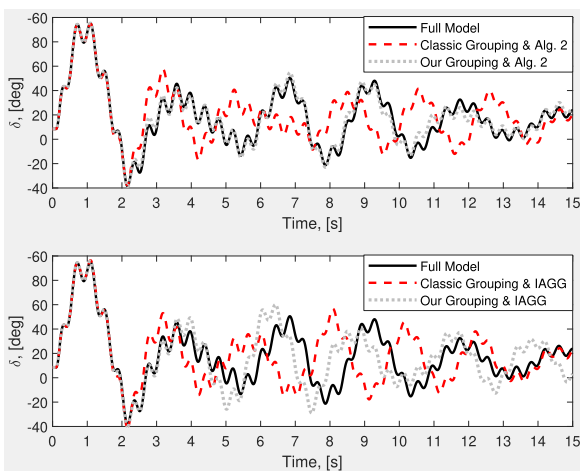 -60
80
60
40
20
0
-20
-40
δ, [deg]
Full Model
Classic Grouping & Alg. 2
Our Grouping & Alg. 2
0 1 2 3 4 5 6 7 8 9 10 11 12 13 14 15
Time, [s]
-60
80
60
40
20
0
-20
-40
δ, [deg]
Full Model
Classic Grouping & IAGG
Our Grouping & IAGG
0 1 2 3 4 5 6 7 8 9 10 11 12 13 14 15
Time, [s]